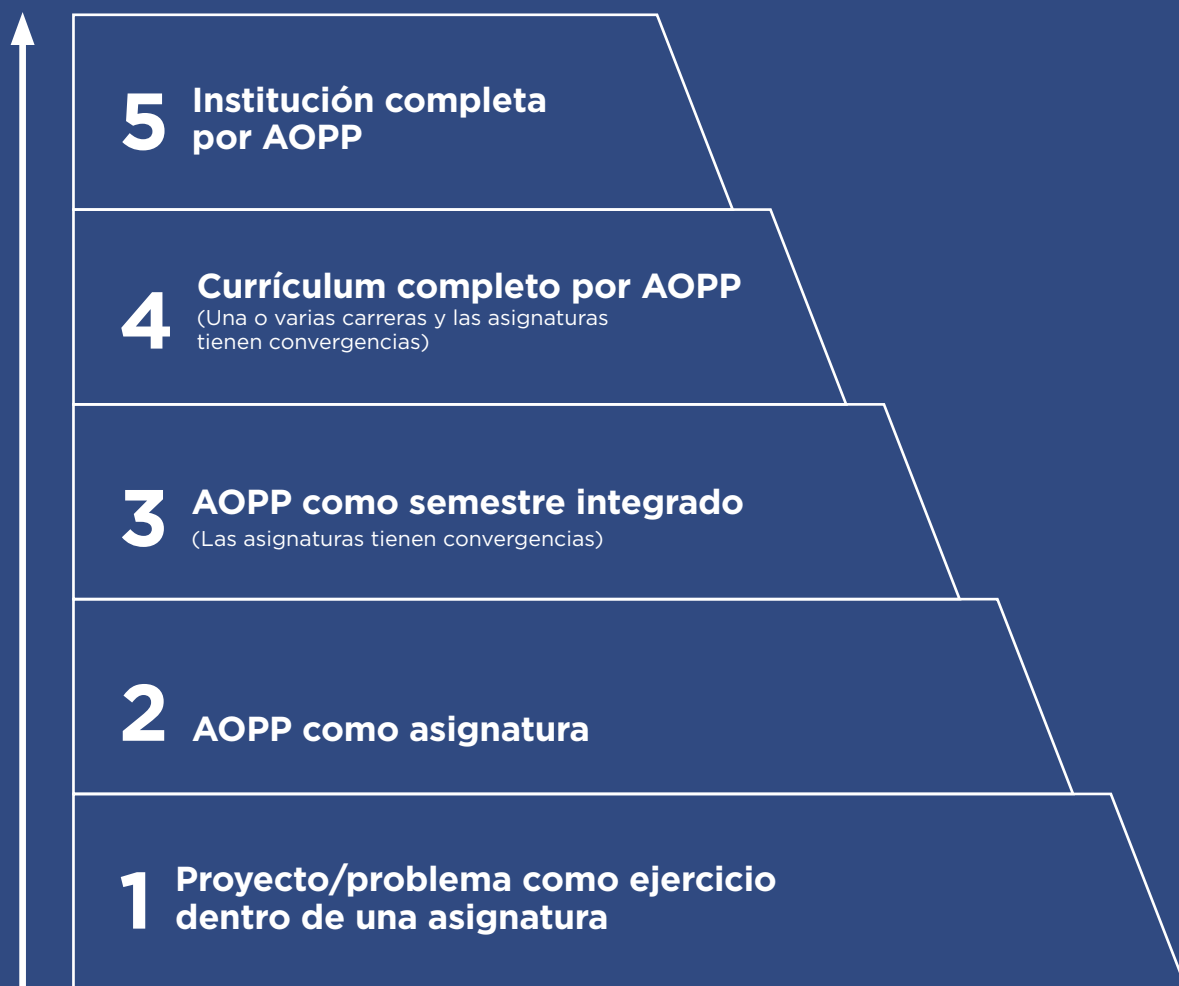 5 Institución completa
por AOPP
4 Currículum completo por AOPP
(Una o varias carreras y las asignaturas
tienen convergencias)
3 AOPP como semestre integrado
(Las asignaturas tienen convergencias)
2 AOPP como asignatura
1 Proyecto/problema como ejercicio
dentro de una asignatura